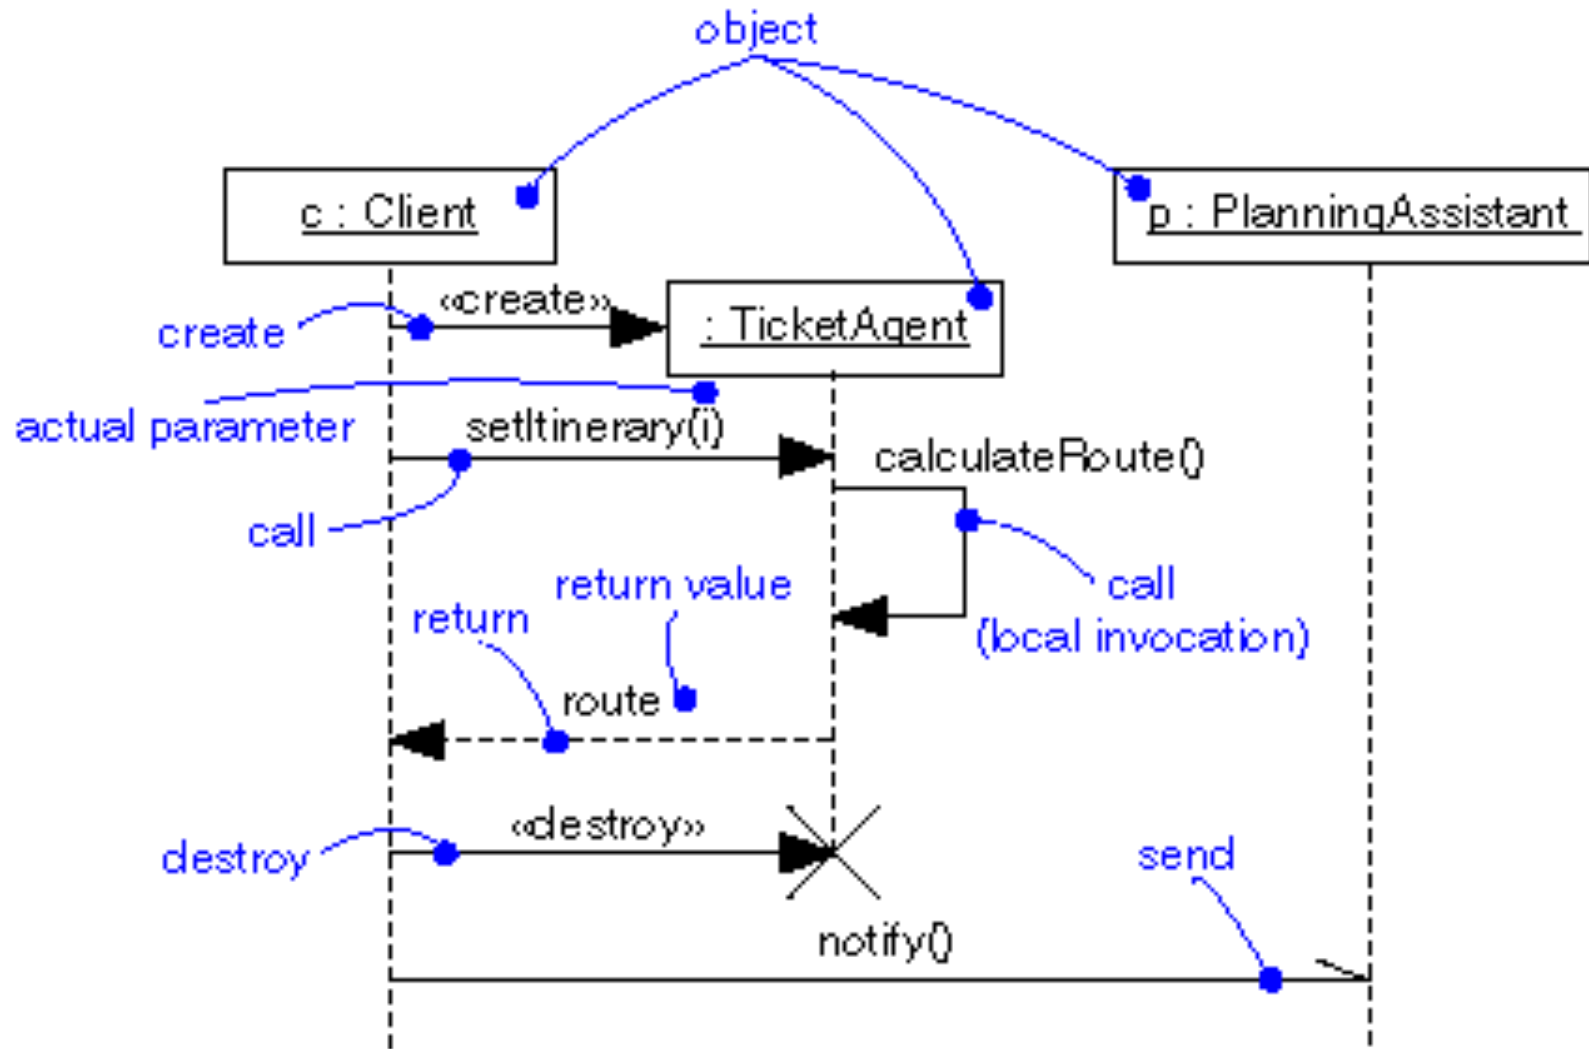 object
c : Client
p : PlanningAssistant
«create»
: TicketAgent
create
actual parameter
setItinerary(i)
calculateRoute()
call
return value
call
return
(local invocation)
route
«destroy»
destroy
send
notify()